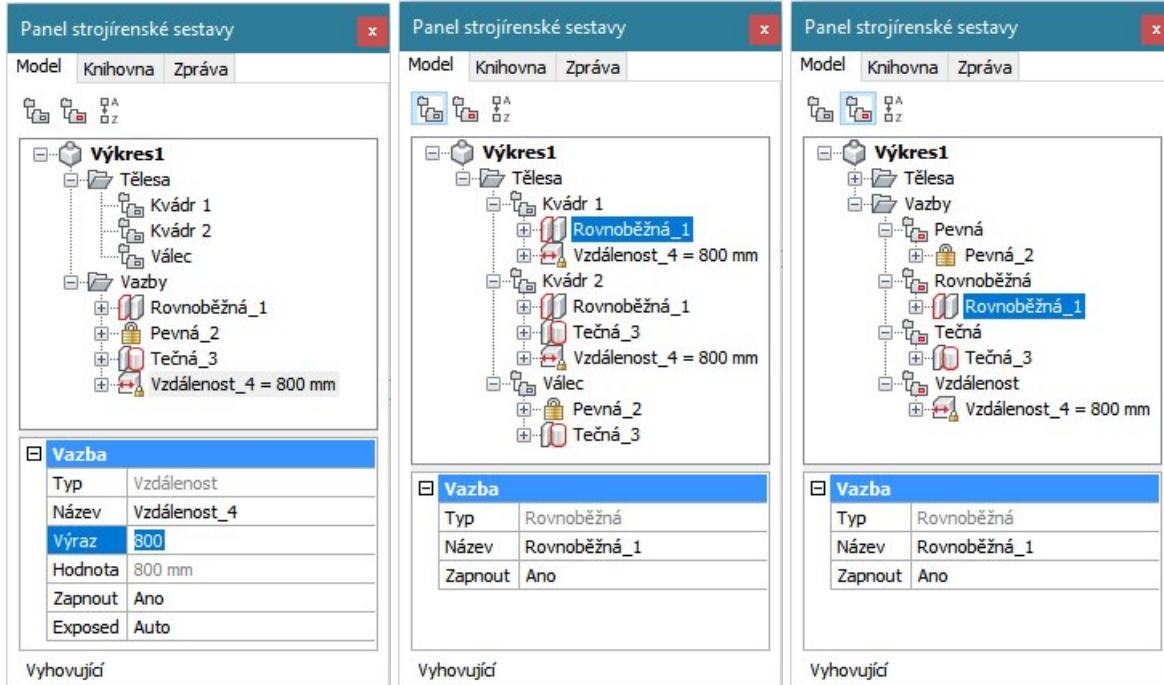 Panel strojírenské sestavy x
Model Knihovna Zpráva
A
Z
Výkres1
Tělesa
Kvádr 1
Kvádr 2
Válec
Vazby
Rovnoběžná_1
Pevná_2
Tečná_3
Vzdálenost_4 = 800 mm
Vazba
Typ Vzdálenost
Název Vzdálenost_4
Výraz 800
Hodnota 800 mm
Zapnout Ano
Exposed Auto
Vyhovující
Panel strojírenské sestavy x
Model Knihovna Zpráva
A
Z
Výkres1
Tělesa
Kvádr 1
Rovnoběžná_1
Vzdálenost_4 = 800 mm
Kvádr 2
Rovnoběžná_1
Tečná_3
Vzdálenost_4 = 800 mm
Válec
Pevná_2
Tečná_3
Vazba
Typ Rovnoběžná
Název Rovnoběžná_1
Zapnout Ano
Vyhovující
Panel strojírenské sestavy x
Model Knihovna Zpráva
A
Z
Výkres1
Tělesa
Vazby
Pevná
Pevná_2
Rovnoběžná
Rovnoběžná_1
Tečná
Tečná_3
Vzdálenost
Vzdálenost_4 = 800 mm
Vazba
Typ Rovnoběžná
Název Rovnoběžná_1
Zapnout Ano
Vyhovující